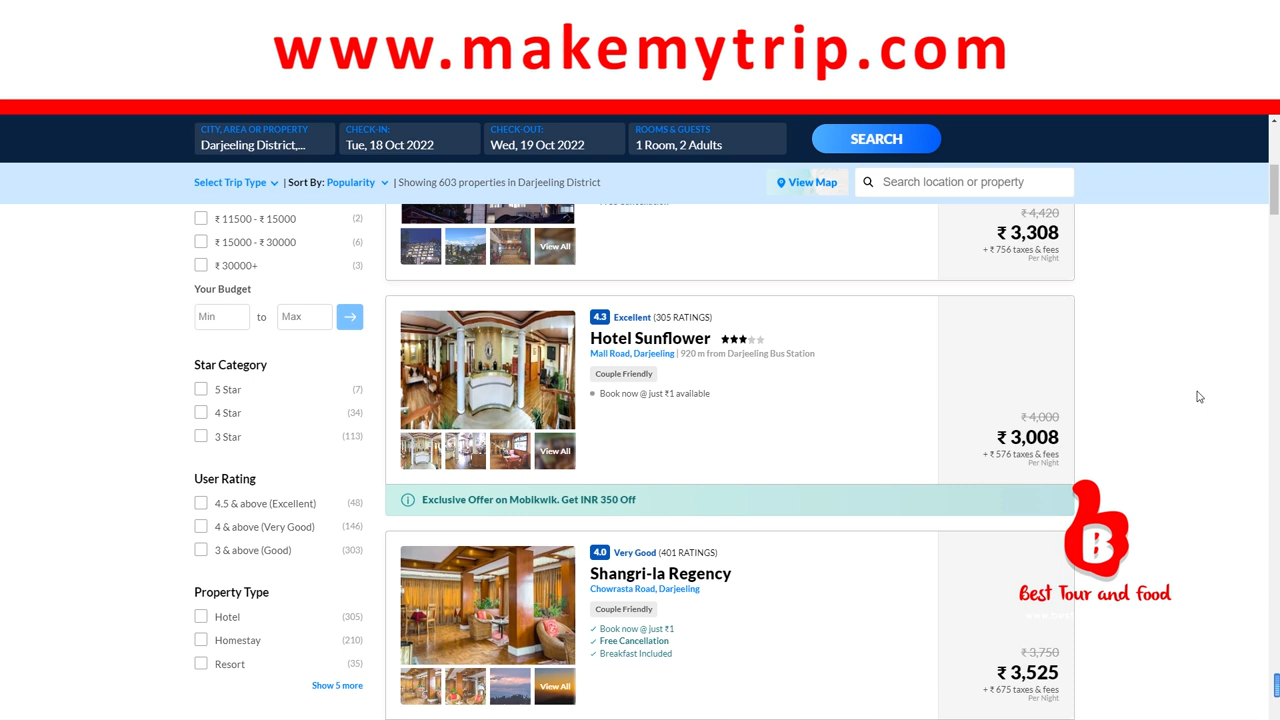 www.makemytrip.com
CITY, AREA OR PROPERTY
Darjeeling District,...
CHECK-IN:
Tue, 18 Oct 2022
CHECK-OUT:
Wed, 19 Oct 2022
ROOMS & GUESTS
1 Room, 2 Adults
SEARCH
Select Trip Type | Sort By: Popularity | Showing 603 properties in Darjeeling District
View Map
Search location or property
₹ 11500 - ₹ 15000 (2)
₹ 15000 - ₹ 30000 (6)
₹ 30000+ (3)
Your Budget
Min to Max
Star Category
5 Star (7)
4 Star (34)
3 Star (113)
User Rating
4.5 & above (Excellent) (48)
4 & above (Very Good) (146)
3 & above (Good) (303)
Property Type
Hotel (305)
Homestay (210)
Resort (35)
Show 5 more
View All
₹ 4,420
₹ 3,308
+ ₹ 756 taxes & fees
Per Night
View All
4.3 Excellent (305 RATINGS)
Hotel Sunflower
Mall Road, Darjeeling | 920 m from Darjeeling Bus Station
Couple Friendly
Book now @ just ₹1 available
₹ 4,000
₹ 3,008
+ ₹ 576 taxes & fees
Per Night
Exclusive Offer on Mobikwik. Get INR 350 Off
View All
4.0 Very Good (401 RATINGS)
Shangri-la Regency
Chowrasta Road, Darjeeling
Couple Friendly
Book now @ just ₹1
Free Cancellation
Breakfast Included
₹ 3,750
₹ 3,525
+ ₹ 675 taxes & fees
Per Night
B
Best Tour and Food